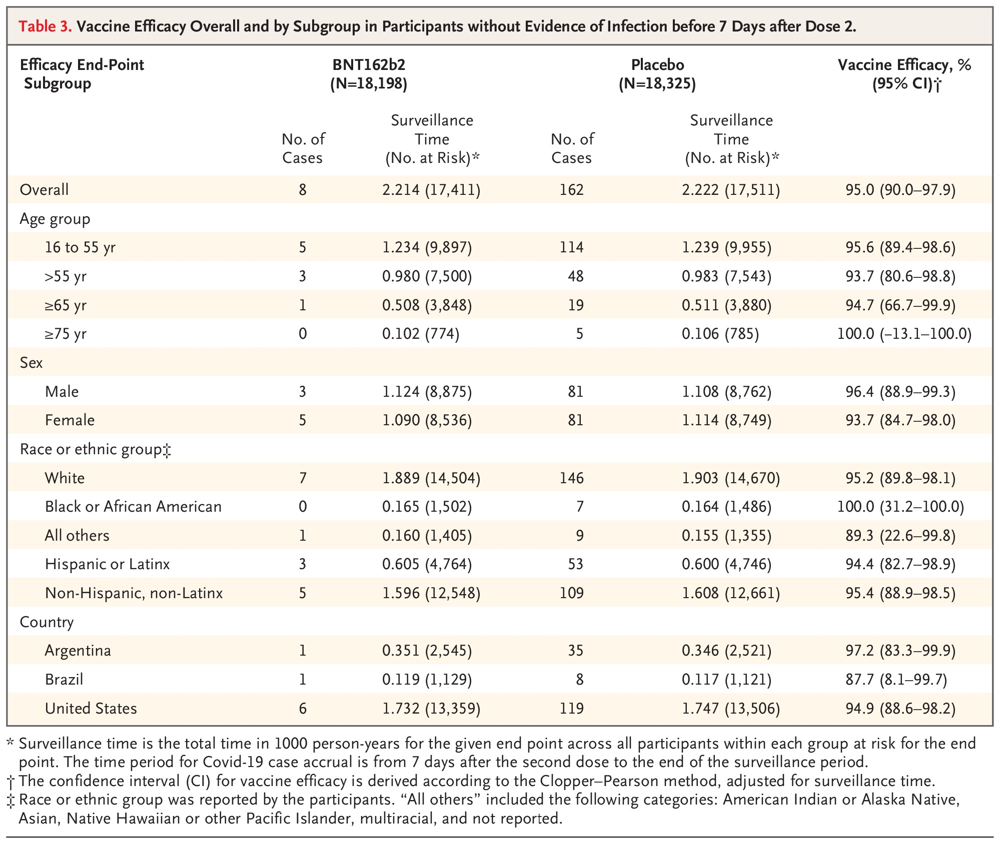 Table 3. Vaccine Efficacy Overall and by Subgroup in Participants without Evidence of Infection before 7 Days after Dose 2.
Efficacy End-Point Subgroup BNT162b2 (N=18,198) Placebo (N=18,325) Vaccine Efficacy, % (95% CI)†
No. of Cases Surveillance Time (No. at Risk)* No. of Cases Surveillance Time (No. at Risk)*
Overall 8 2.214 (17,411) 162 2.222 (17,511) 95.0 (90.0–97.9)
Age group
16 to 55 yr 5 1.234 (9,897) 114 1.239 (9,955) 95.6 (89.4–98.6)
>55 yr 3 0.980 (7,500) 48 0.983 (7,543) 93.7 (80.6–98.8)
≥65 yr 1 0.508 (3,848) 19 0.511 (3,880) 94.7 (66.7–99.9)
≥75 yr 0 0.102 (774) 5 0.106 (785) 100.0 (–13.1–100.0)
Sex
Male 3 1.124 (8,875) 81 1.108 (8,762) 96.4 (88.9–99.3)
Female 5 1.090 (8,536) 81 1.114 (8,749) 93.7 (84.7–98.0)
Race or ethnic group‡
White 7 1.889 (14,504) 146 1.903 (14,670) 95.2 (89.8–98.1)
Black or African American 0 0.165 (1,502) 7 0.164 (1,486) 100.0 (31.2–100.0)
All others 1 0.160 (1,405) 9 0.155 (1,355) 89.3 (22.6–99.8)
Hispanic or Latinx 3 0.605 (4,764) 53 0.600 (4,746) 94.4 (82.7–98.9)
Non-Hispanic, non-Latinx 5 1.596 (12,548) 109 1.608 (12,661) 95.4 (88.9–98.5)
Country
Argentina 1 0.351 (2,545) 35 0.346 (2,521) 97.2 (83.3–99.9)
Brazil 1 0.119 (1,129) 8 0.117 (1,121) 87.7 (8.1–99.7)
United States 6 1.732 (13,359) 119 1.747 (13,506) 94.9 (88.6–98.2)
* Surveillance time is the total time in 1000 person-years for the given end point across all participants within each group at risk for the end
point. The time period for Covid-19 case accrual is from 7 days after the second dose to the end of the surveillance period.
† The confidence interval (CI) for vaccine efficacy is derived according to the Clopper–Pearson method, adjusted for surveillance time.
‡ Race or ethnic group was reported by the participants. “All others” included the following categories: American Indian or Alaska Native,
Asian, Native Hawaiian or other Pacific Islander, multiracial, and not reported.